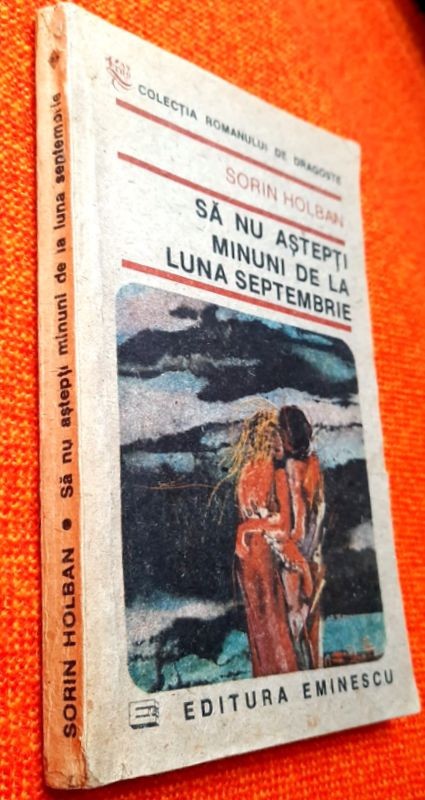 COLECȚIA ROMANULUI DE DRAGOSTE
SORIN HOLBAN
SĂ NU AȘTEPȚI
MINUNI DE LA
LUNA SEPTEMBRIE
EDITURA EMINESCU
SORIN HOLBAN ● Să nu aștepți minuni de la luna septembrie